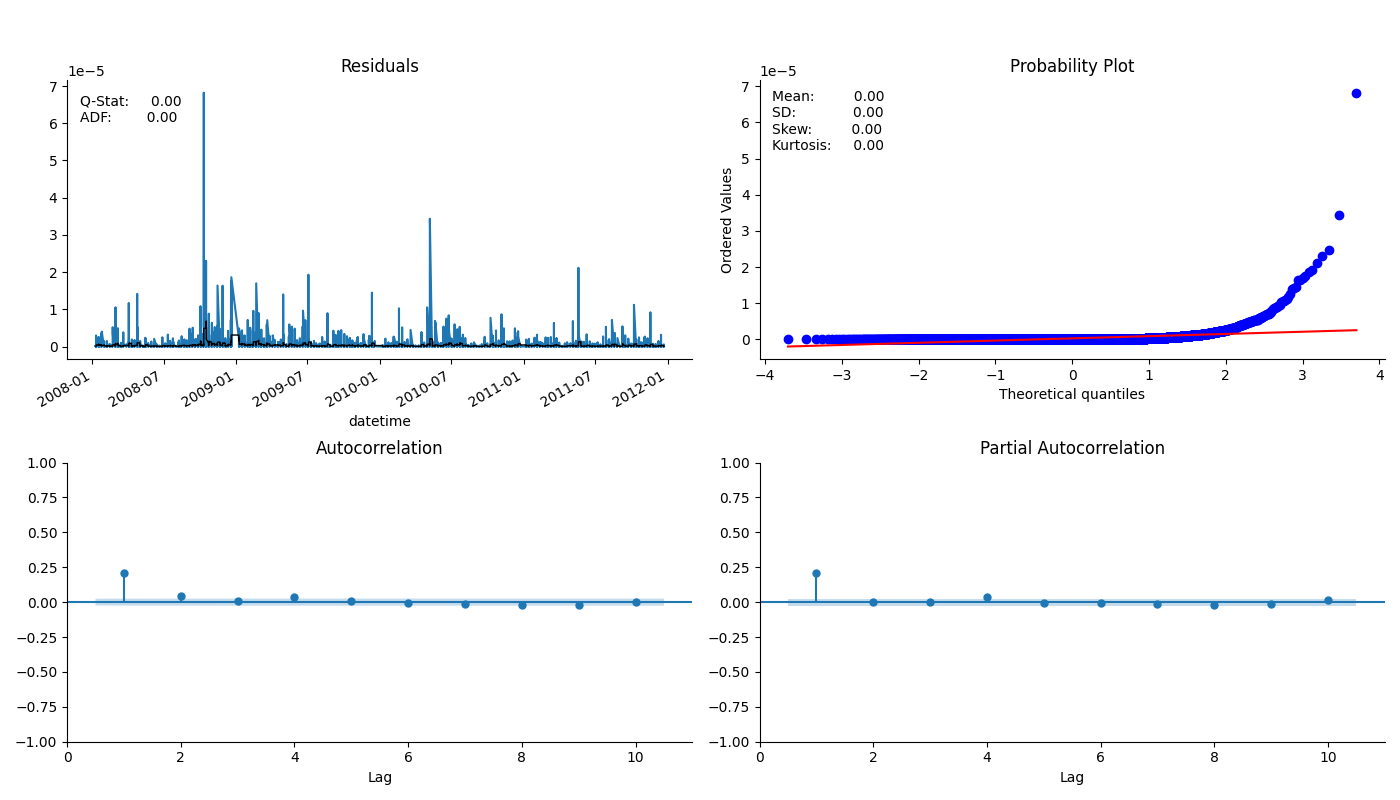 Residuals
1e−5
7
6
5
4
3
2
1
0
Q-Stat: 0.00
ADF: 0.00
2008-01
2008-07
2009-01
2009-07
2010-01
2010-07
2011-01
2011-07
2012-01
datetime
Probability Plot
1e−5
7
6
5
4
3
2
1
0
Ordered Values
Mean: 0.00
SD: 0.00
Skew: 0.00
Kurtosis: 0.00
−4 −3 −2 −1 0 1 2 3 4
Theoretical quantiles
Autocorrelation
1.00
0.75
0.50
0.25
0.00
−0.25
−0.50
−0.75
−1.00
0 2 4 6 8 10
Lag
Partial Autocorrelation
1.00
0.75
0.50
0.25
0.00
−0.25
−0.50
−0.75
−1.00
0 2 4 6 8 10
Lag